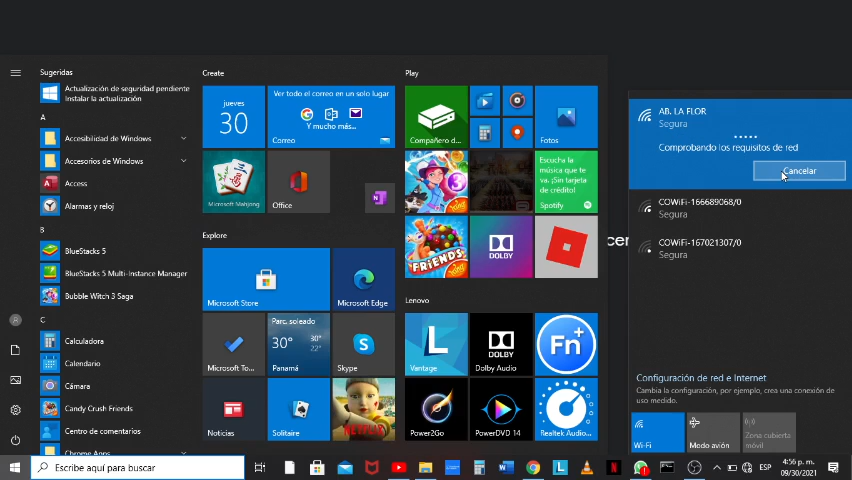 Sugeridas
Actualización de seguridad pendiente
Instalar la actualización
A
Accesibilidad de Windows
Accesorios de Windows
Access
Alarmas y reloj
B
BlueStacks 5
BlueStacks 5 Multi-Instance Manager
Bubble Witch 3 Saga
C
Calculadora
Calendario
Cámara
Candy Crush Friends
Centro de comentarios
Chrome Apps
Create
jueves
30
Ver todo el correo en un solo lugar
Y mucho más...
Correo
Microsoft Mahjong
Office
Explore
Microsoft Store
Microsoft Edge
Microsoft To...
Parc. soleado
30°
30°
22°
Panamá
Skype
Noticias
Solitaire
NETFLIX
Play
Compañero d...
Fotos
Escucha la
música que
te va. ¡Sin
tarjeta de
crédito!
Spotify
King
FRIENDS
King
DOLBY
Lenovo
L
Vantage
DOLBY
Dolby Audio
Fn+
Power2Go
PowerDVD 14
Realtek Audio...
cer
AB. LA FLOR
Segura
Comprobando los requisitos de red
Cancelar
COWiFi-166689068/0
Segura
COWiFi-167021307/0
Segura
Configuración de red e Internet
Cambia la configuración, por ejemplo, crea una conexión de
uso medido.
Wi-Fi
Modo avión
Zona cubierta
móvil
Escribe aquí para buscar
ESP
4:56 p. m.
09/30/2021